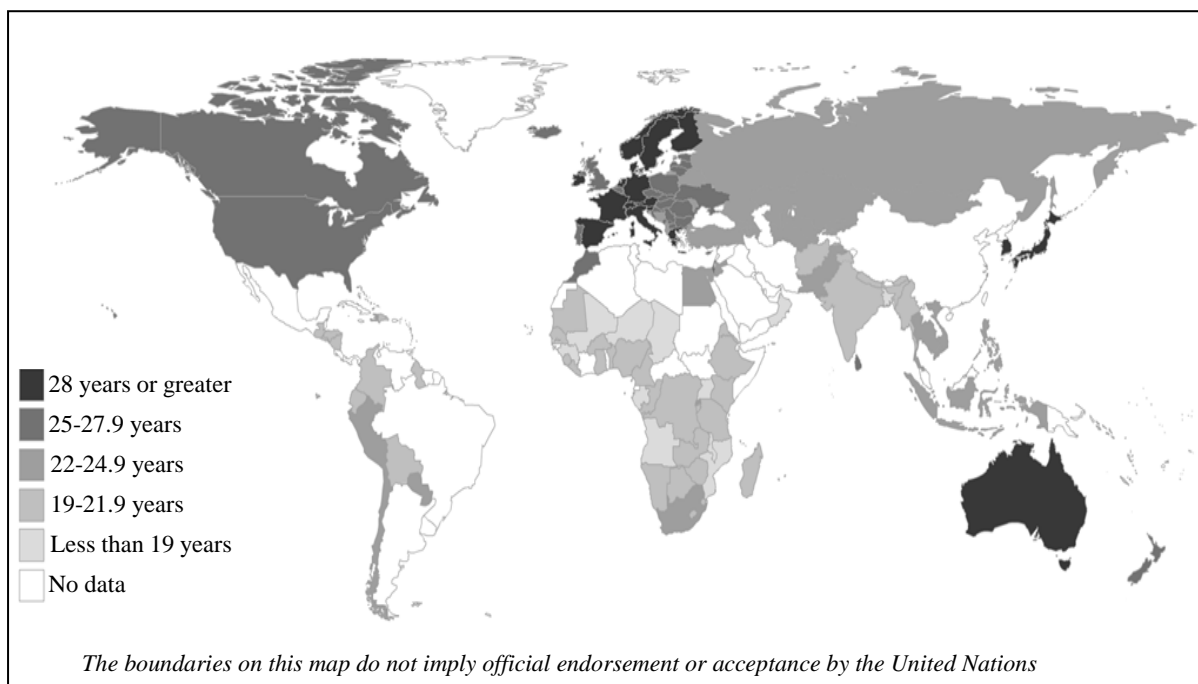 28 years or greater
25-27.9 years
22-24.9 years
19-21.9 years
Less than 19 years
No data
The boundaries on this map do not imply official endorsement or acceptance by the United Nations